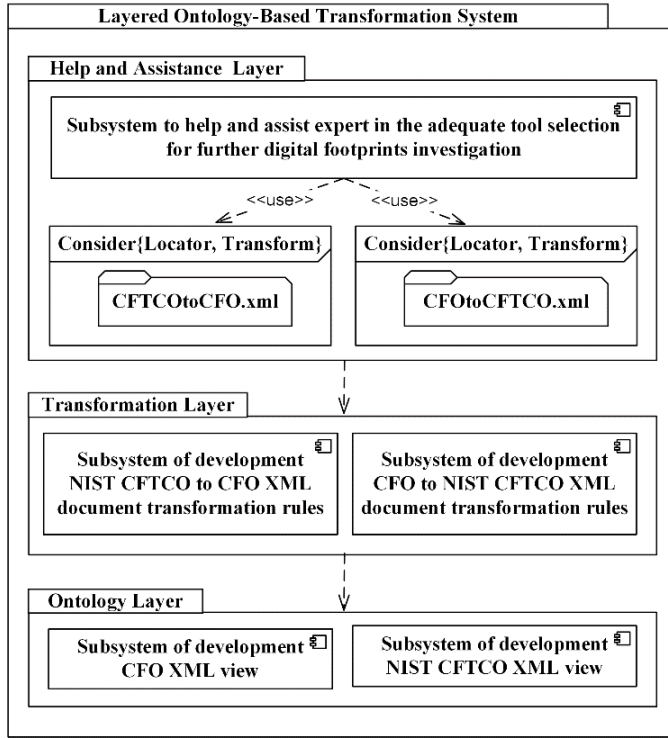 Layered Ontology-Based Transformation System
Help and Assistance Layer
Subsystem to help and assist expert in the adequate tool selection
for further digital footprints investigation
<<use>>
<<use>>
Consider{Locator, Transform}
CFTCOtoCFO.xml
Consider{Locator, Transform}
CFOtoCFTCO.xml
Transformation Layer
Subsystem of development
NIST CFTCO to CFO XML
document transformation rules
Subsystem of development
CFO to NIST CFTCO XML
document transformation rules
Ontology Layer
Subsystem of development
CFO XML view
Subsystem of development
NIST CFTCO XML view